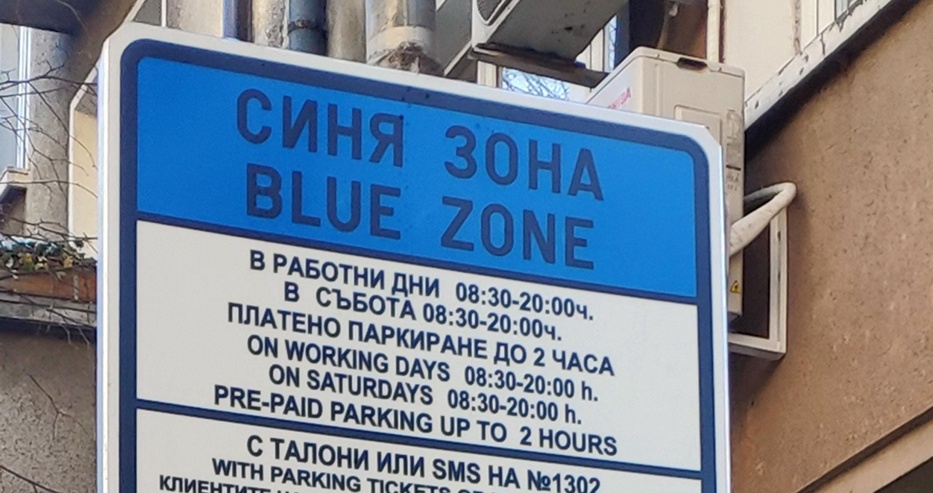 СИНЯ ЗОНА
BLUE ZONE
В РАБОТНИ ДНИ 08:30-20:00ч.
В СЪБОТА 08:30-20:00ч.
ПЛАТЕНО ПАРКИРАНЕ ДО 2 ЧАСА
ON WORKING DAYS 08:30-20:00 h.
ON SATURDAYS 08:30-20:00 h.
PRE-PAID PARKING UP TO 2 HOURS
С ТАЛОНИ ИЛИ SMS НА №1302
WITH PARKING TICKETS
КЛИЕНТИТЕ